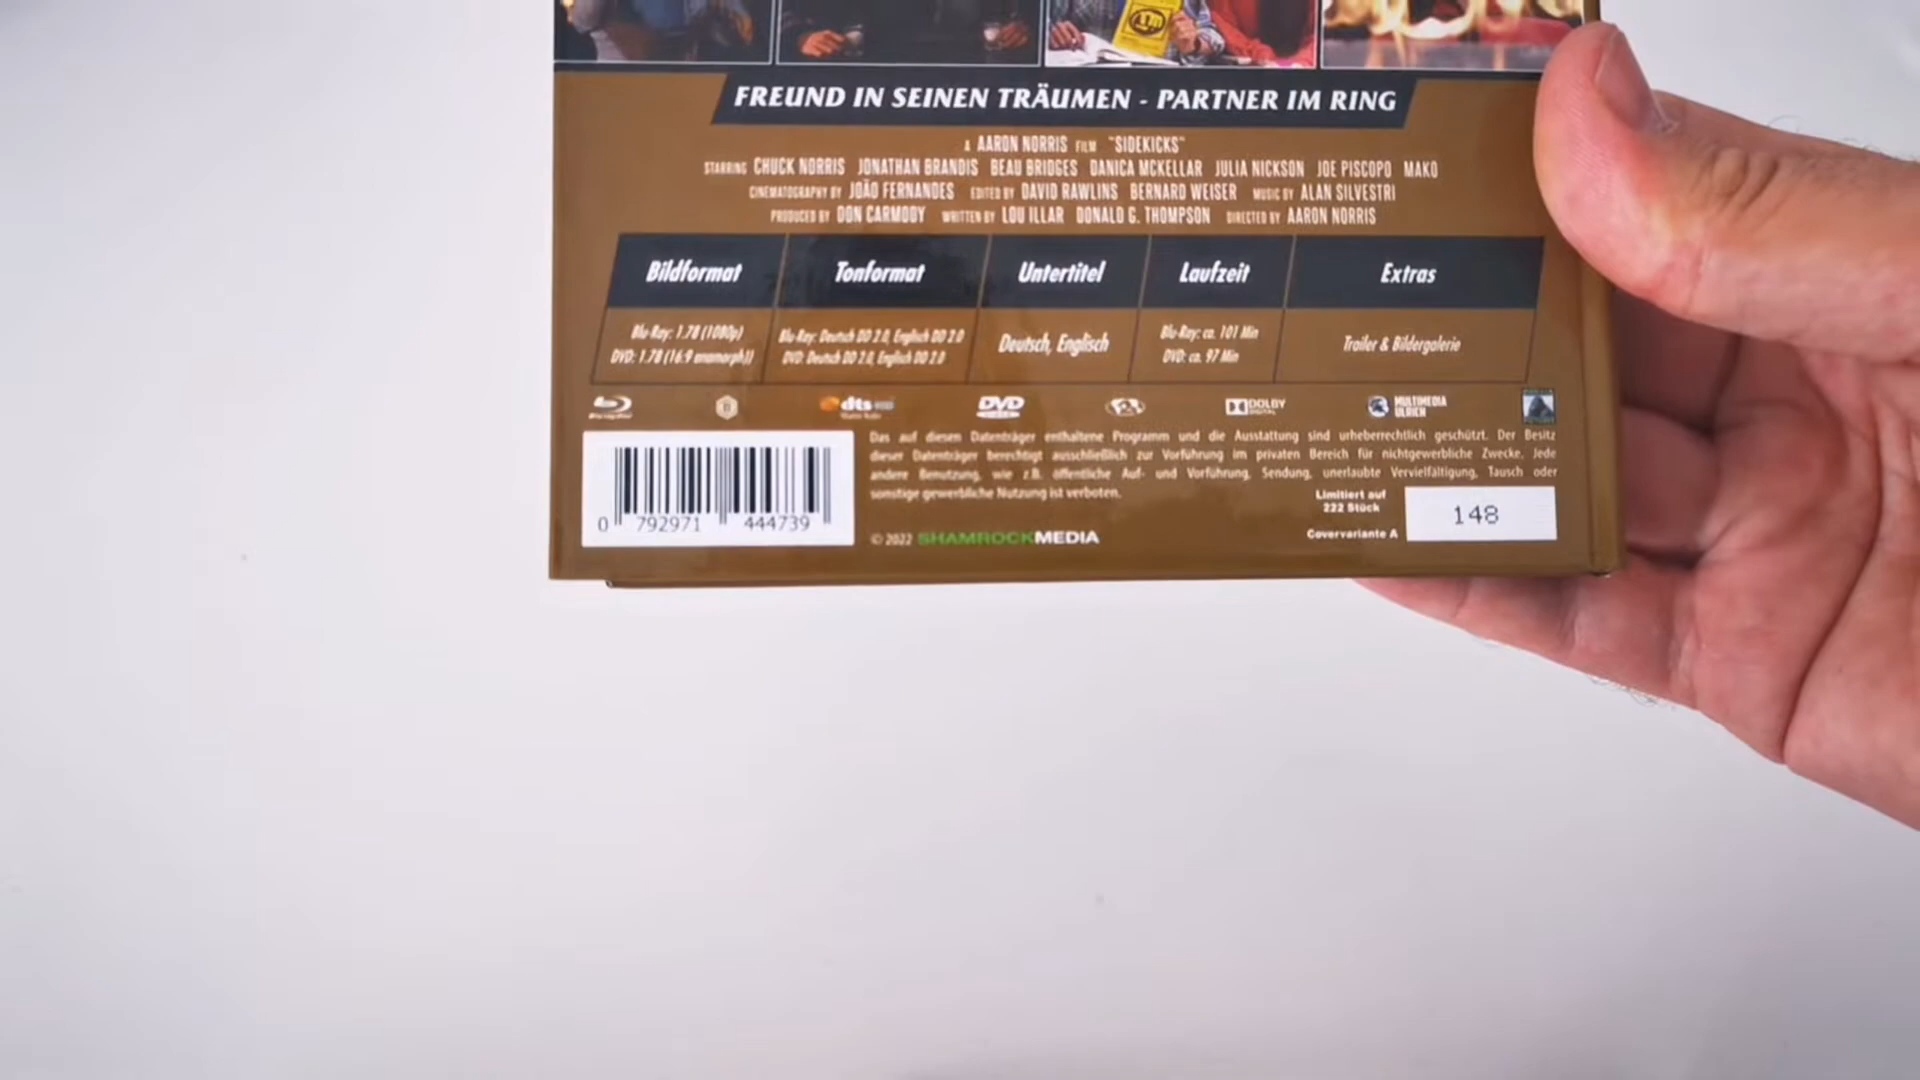 FREUND IN SEINEN TRÄUMEN - PARTNER IM RING
A AARON NORRIS FILM "SIDEKICKS"
STARRING CHUCK NORRIS JONATHAN BRANDIS BEAU BRIDGES DANICA MCKELLAR JULIA NICKSON JOE PISCOPO MAKO
CINEMATOGRAPHY BY JOÃO FERNANDES EDITED BY DAVID RAWLINS BERNARD WEISER MUSIC BY ALAN SILVESTRI
PRODUCED BY DON CARMODY WRITTEN BY LOU ILLAR DONALD G. THOMPSON DIRECTED BY AARON NORRIS
Bildformat Tonformat Untertitel Laufzeit Extras
Blu-Ray: 1.78 (1080p) Blu-Ray: Deutsch DD 2.0, Englisch DD 2.0 Deutsch, Englisch Blu-Ray: ca. 101 Min Trailer & Bildergalerie
DVD: 1.78 (16:9 anamorph)) DVD: Deutsch DD 2.0, Englisch DD 2.0 DVD: ca. 97 Min
dts DVD DOLBY DIGITAL MULTIMEDIA ULRICH
Das auf diesen Datenträger enthaltene Programm und die Ausstattung sind urheberrechtlich geschützt. Der Besitz
dieser Datenträger berechtigt ausschließlich zur Vorführung im privaten Bereich für nichtgewerbliche Zwecke. Jede
andere Benutzung, wie z.B. öffentliche Auf- und Vorführung, Sendung, unerlaubte Vervielfältigung, Tausch oder
sonstige gewerbliche Nutzung ist verboten.
Limitiert auf
222 Stück
148
0 792971 444739
© 2022 SHAMROCKMEDIA
Covervariante A